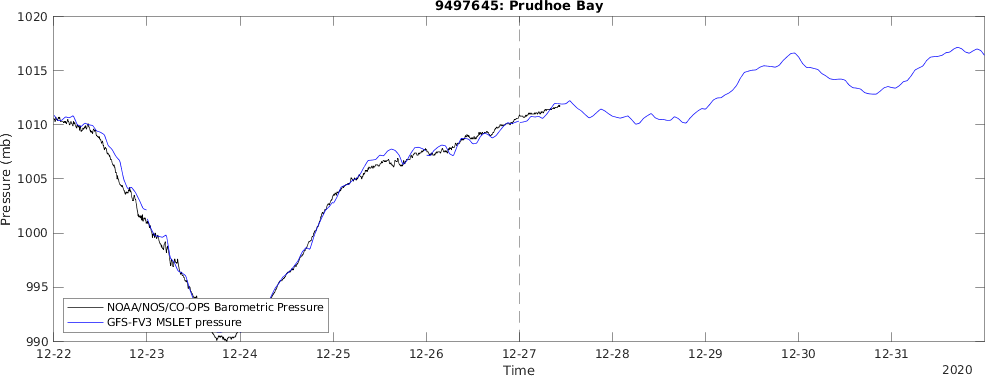 9497645: Prudhoe Bay
1020
1015
1010
1005
1000
995
990
Pressure (mb)
NOAA/NOS/CO-OPS Barometric Pressure
GFS-FV3 MSLET pressure
12-22 12-23 12-24 12-25 12-26 12-27 12-28 12-29 12-30 12-31
Time
2020